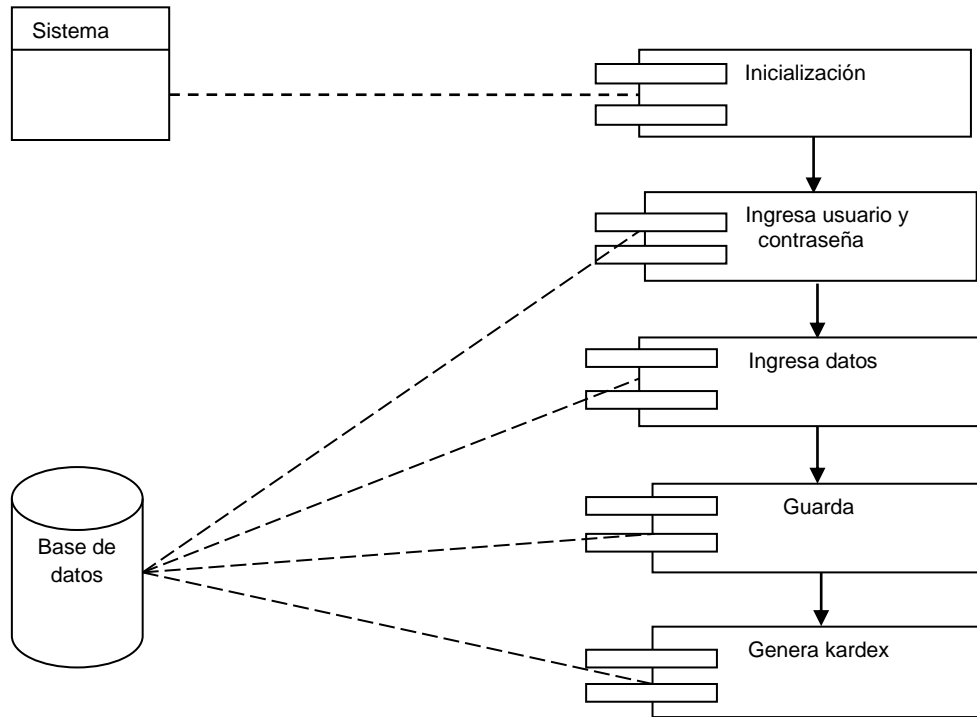 Sistema
Inicialización
Ingresa usuario y
contraseña
Ingresa datos
Guarda
Base de
datos
Genera kardex